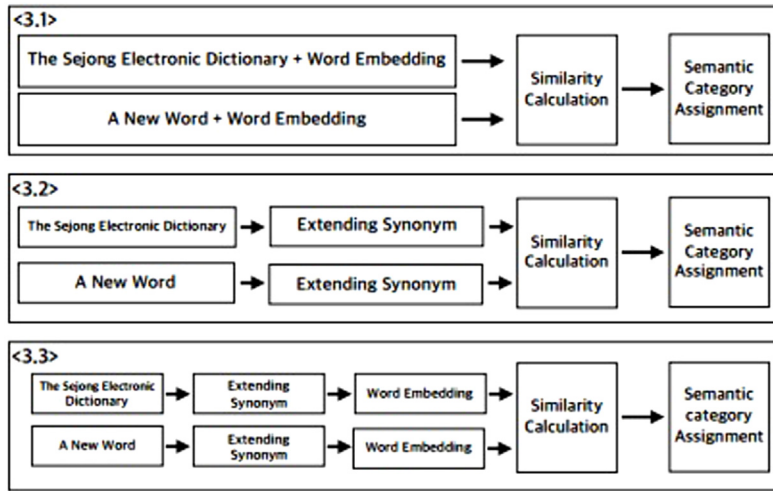 <3.1>
The Sejong Electronic Dictionary + Word Embedding
A New Word + Word Embedding
Similarity
Calculation
Semantic
Category
Assignment
<3.2>
The Sejong Electronic Dictionary
Extending Synonym
A New Word
Extending Synonym
Similarity
Calculation
Semantic
Category
Assignment
<3.3>
The Sejong Electronic
Dictionary
Extending
Synonym
Word Embedding
A New Word
Extending
Synonym
Word Embedding
Similarity
Calculation
Semantic
category
Assignment